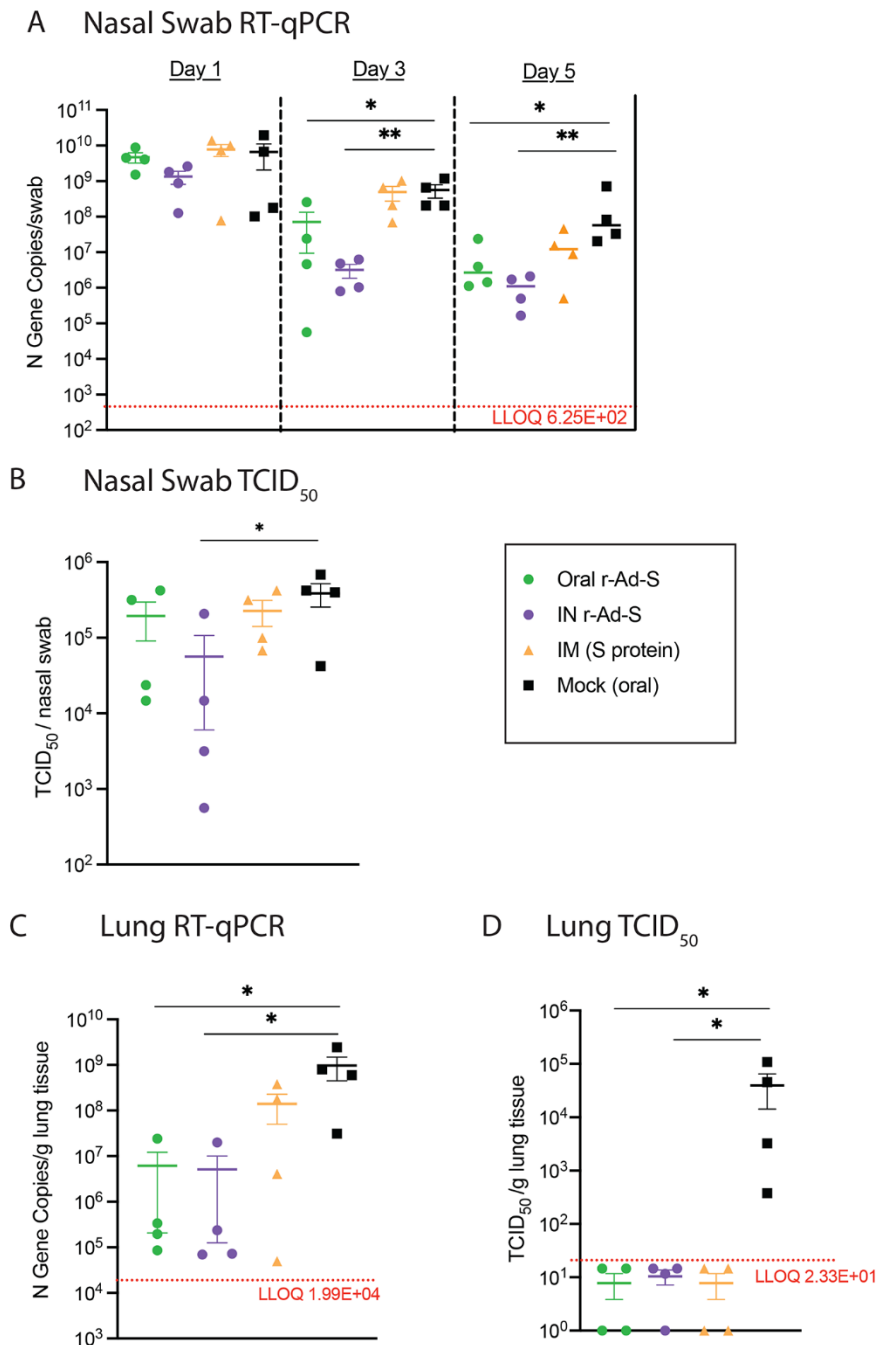 A Nasal Swab RT-qPCR
Day 1 Day 3 Day 5
* *
** **
N Gene Copies/swab
10¹¹
10¹⁰
10⁹
10⁸
10⁷
10⁶
10⁵
10⁴
10³
10²
LLOQ 6.25E+02
B Nasal Swab TCID₅₀
*
TCID₅₀ / nasal swab
10⁶
10⁵
10⁴
10³
10²
Oral r-Ad-S
IN r-Ad-S
IM (S protein)
Mock (oral)
C Lung RT-qPCR
*
*
N Gene Copies/g lung tissue
10¹⁰
10⁹
10⁸
10⁷
10⁶
10⁵
10⁴
10³
LLOQ 1.99E+04
D Lung TCID₅₀
*
*
TCID₅₀/g lung tissue
10⁶
10⁵
10⁴
10³
10²
10¹
10⁰
LLOQ 2.33E+01